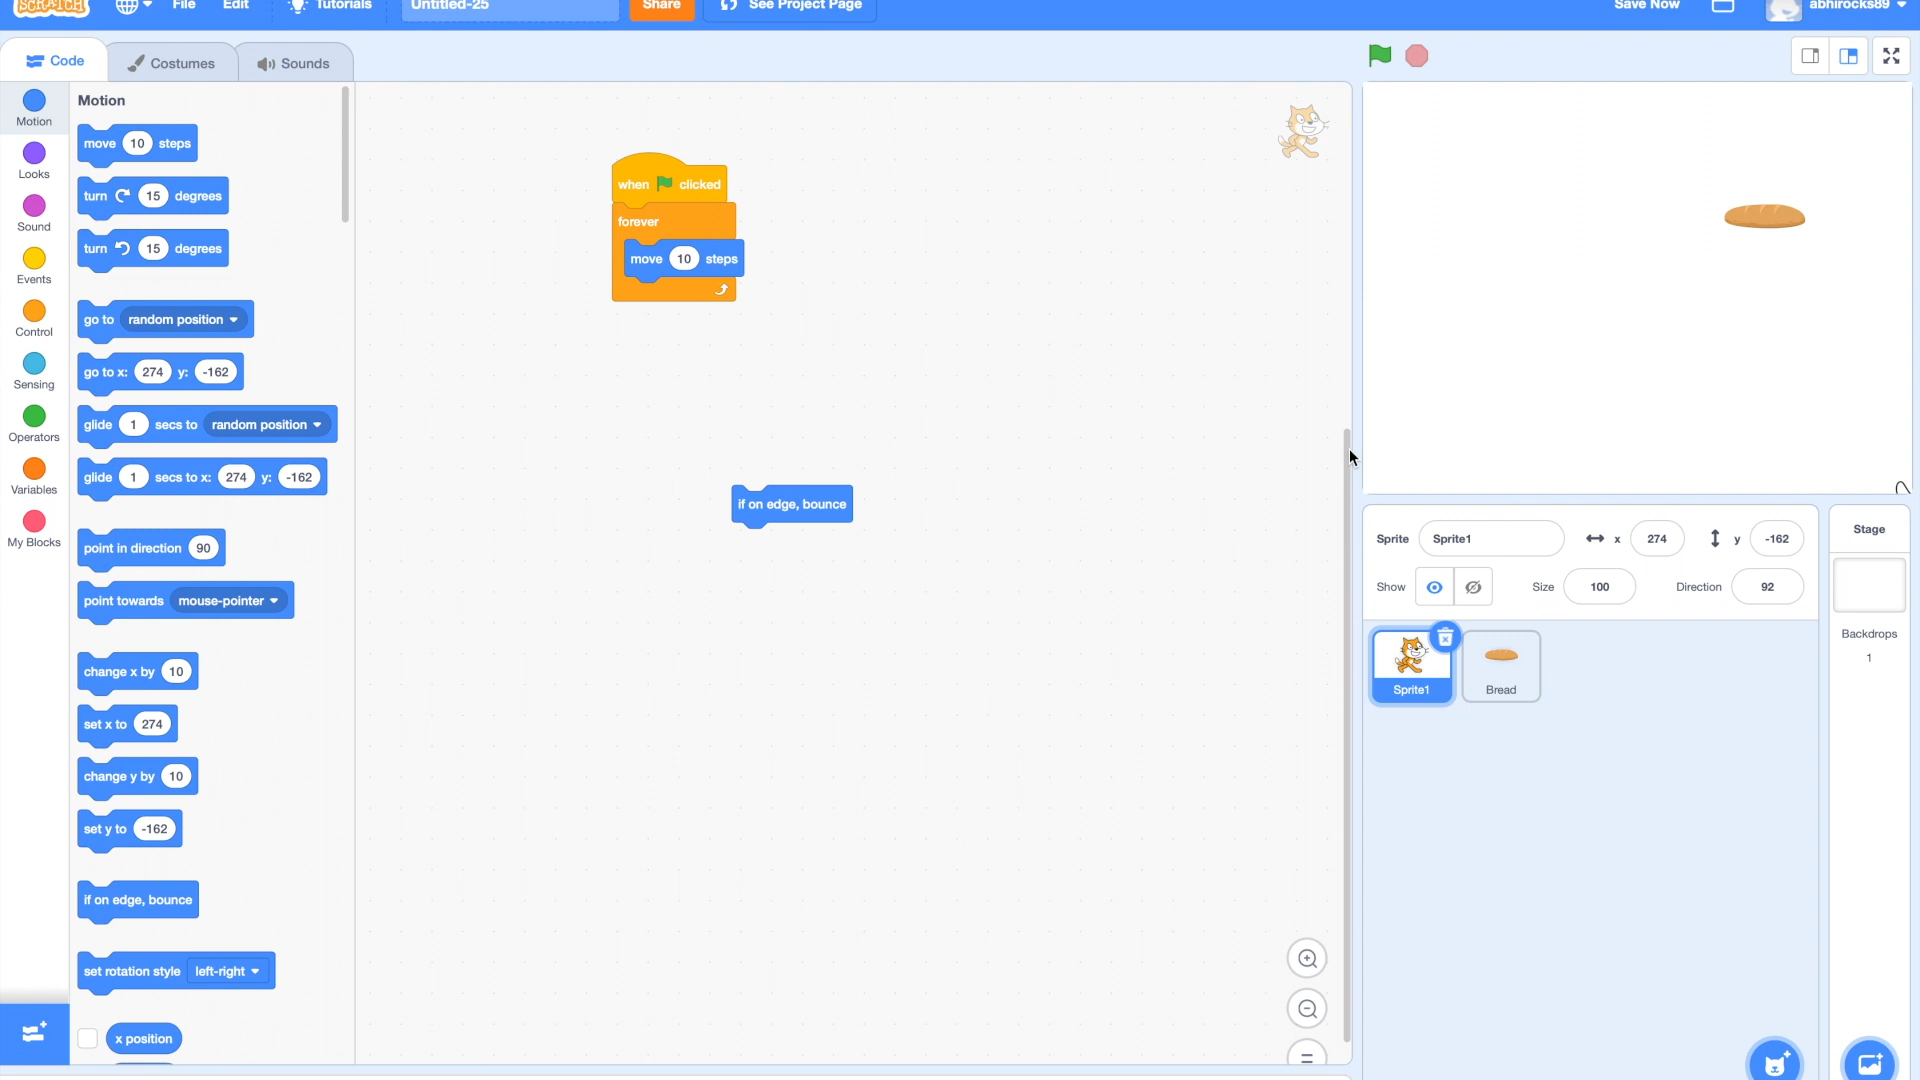 SCRATCH File Edit Tutorials Untitled-25 Share See Project Page Save Now abhirocks89
Code Costumes Sounds
Motion
Looks
Sound
Events
Control
Sensing
Operators
Variables
My Blocks
Motion
move 10 steps
turn 15 degrees
turn 15 degrees
go to random position
go to x: 274 y: -162
glide 1 secs to random position
glide 1 secs to x: 274 y: -162
point in direction 90
point towards mouse-pointer
change x by 10
set x to 274
change y by 10
set y to -162
if on edge, bounce
set rotation style left-right
x position
when clicked
forever
move 10 steps
if on edge, bounce
Sprite Sprite1 x 274 y -162
Show Size 100 Direction 92
Sprite1
Bread
Stage
Backdrops
1